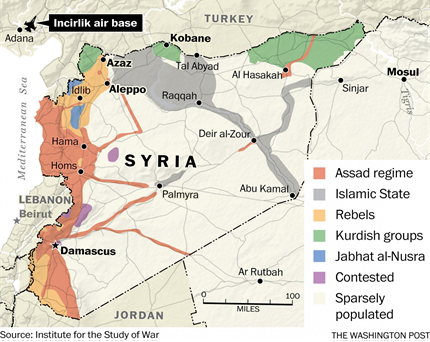 Incirlik air base
TURKEY
Adana
Kobane
Azaz
Tal Abyad
Al Hasakah
Mosul
Idlib
Aleppo
Raqqah
Sinjar
Tigris
Mediterranean Sea
Deir al-Zour
Hama
SYRIA
Homs
Palmyra
Abu Kamal
LEBANON
Beirut
Damascus
Ar Rutbah
JORDAN
0
100
MILES
Assad regime
Islamic State
Rebels
Kurdish groups
Jabhat al-Nusra
Contested
Sparsely
populated
Source: Institute for the Study of War
THE WASHINGTON POST